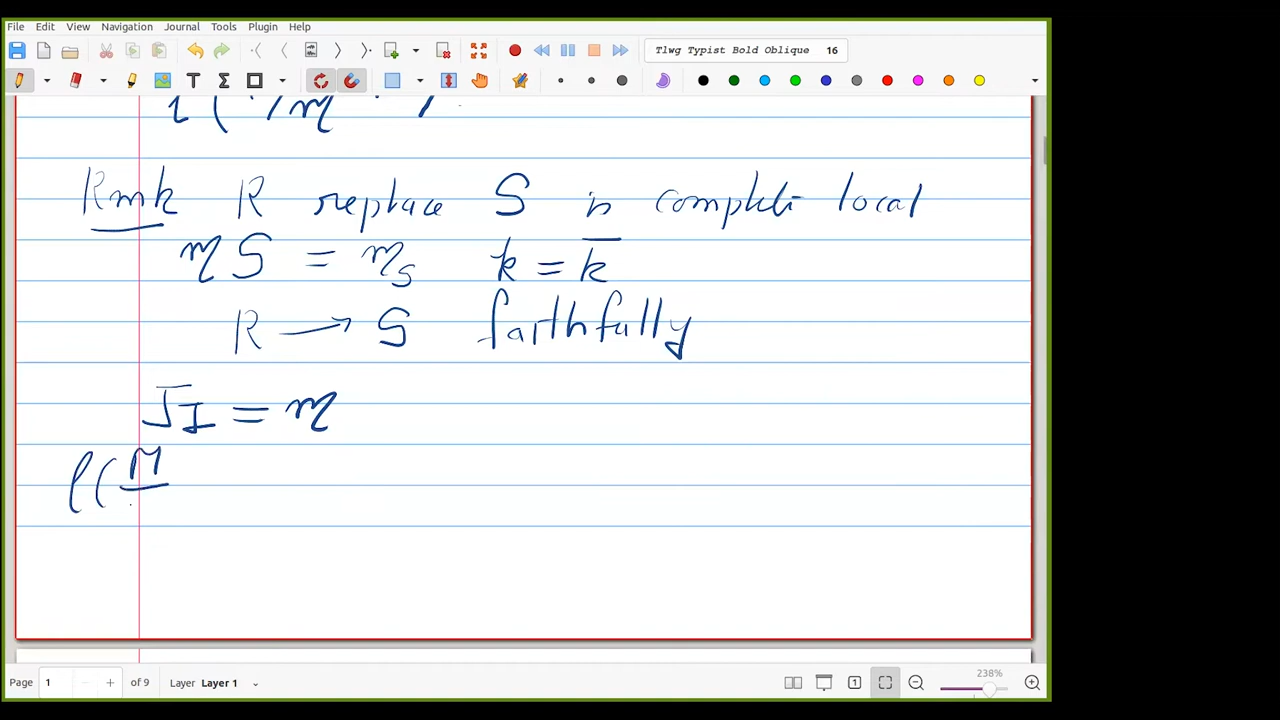 File Edit View Navigation Journal Tools Plugin Help
Tlwg Typist Bold Oblique 16
Rmk R replace S is complete local
mS = m_S k = k̅
R → S faithfully
√I = m
ℓ( M
Page 1 of 9 Layer Layer 1 238%